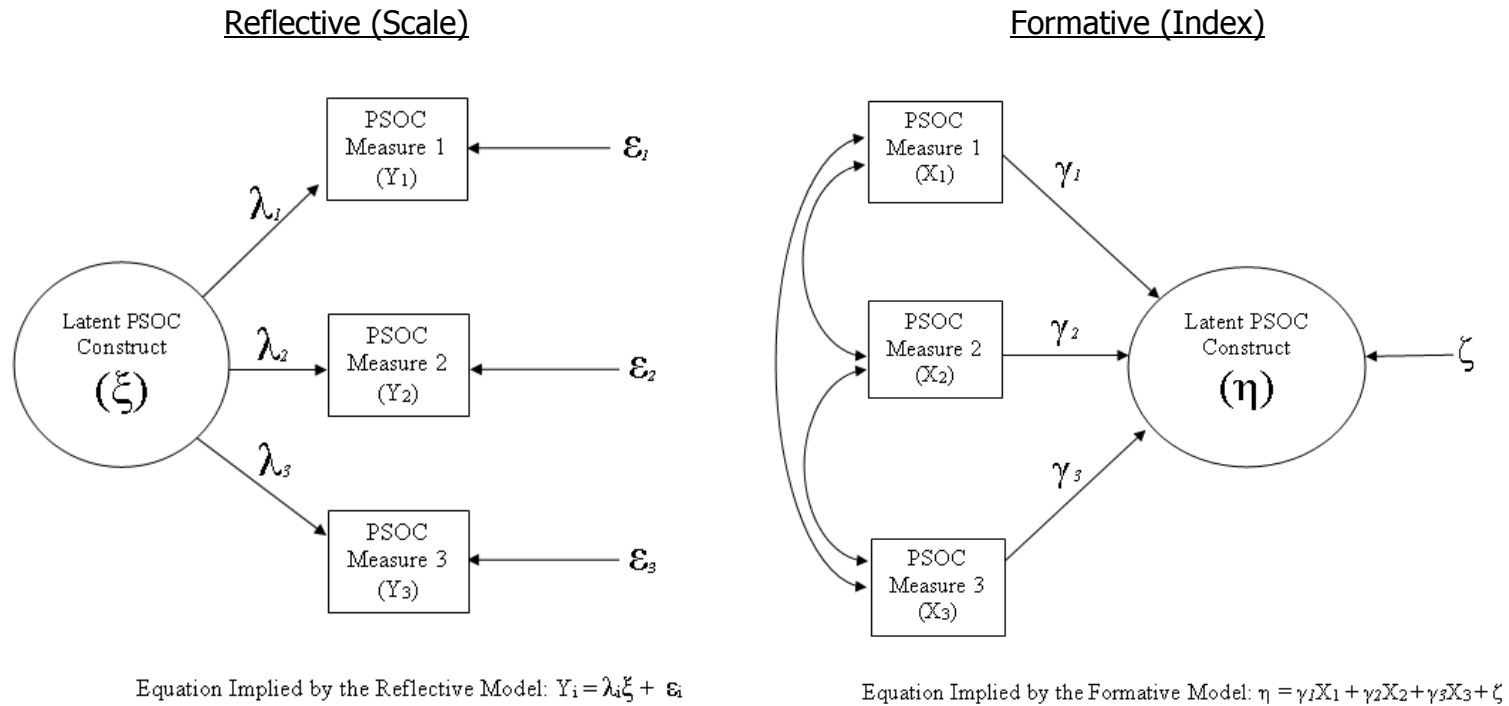 Reflective (Scale)
PSOC
Measure 1
(Y₁)
ε₁
λ₁
Latent PSOC
Construct
(ξ)
λ₂
PSOC
Measure 2
(Y₂)
ε₂
λ₃
PSOC
Measure 3
(Y₃)
ε₃
Equation Implied by the Reflective Model: Yᵢ = λᵢξ + εᵢ
Formative (Index)
PSOC
Measure 1
(X₁)
γ₁
PSOC
Measure 2
(X₂)
γ₂
Latent PSOC
Construct
(η)
ζ
γ₃
PSOC
Measure 3
(X₃)
Equation Implied by the Formative Model: η = γ₁X₁ + γ₂X₂ + γ₃X₃ + ζ